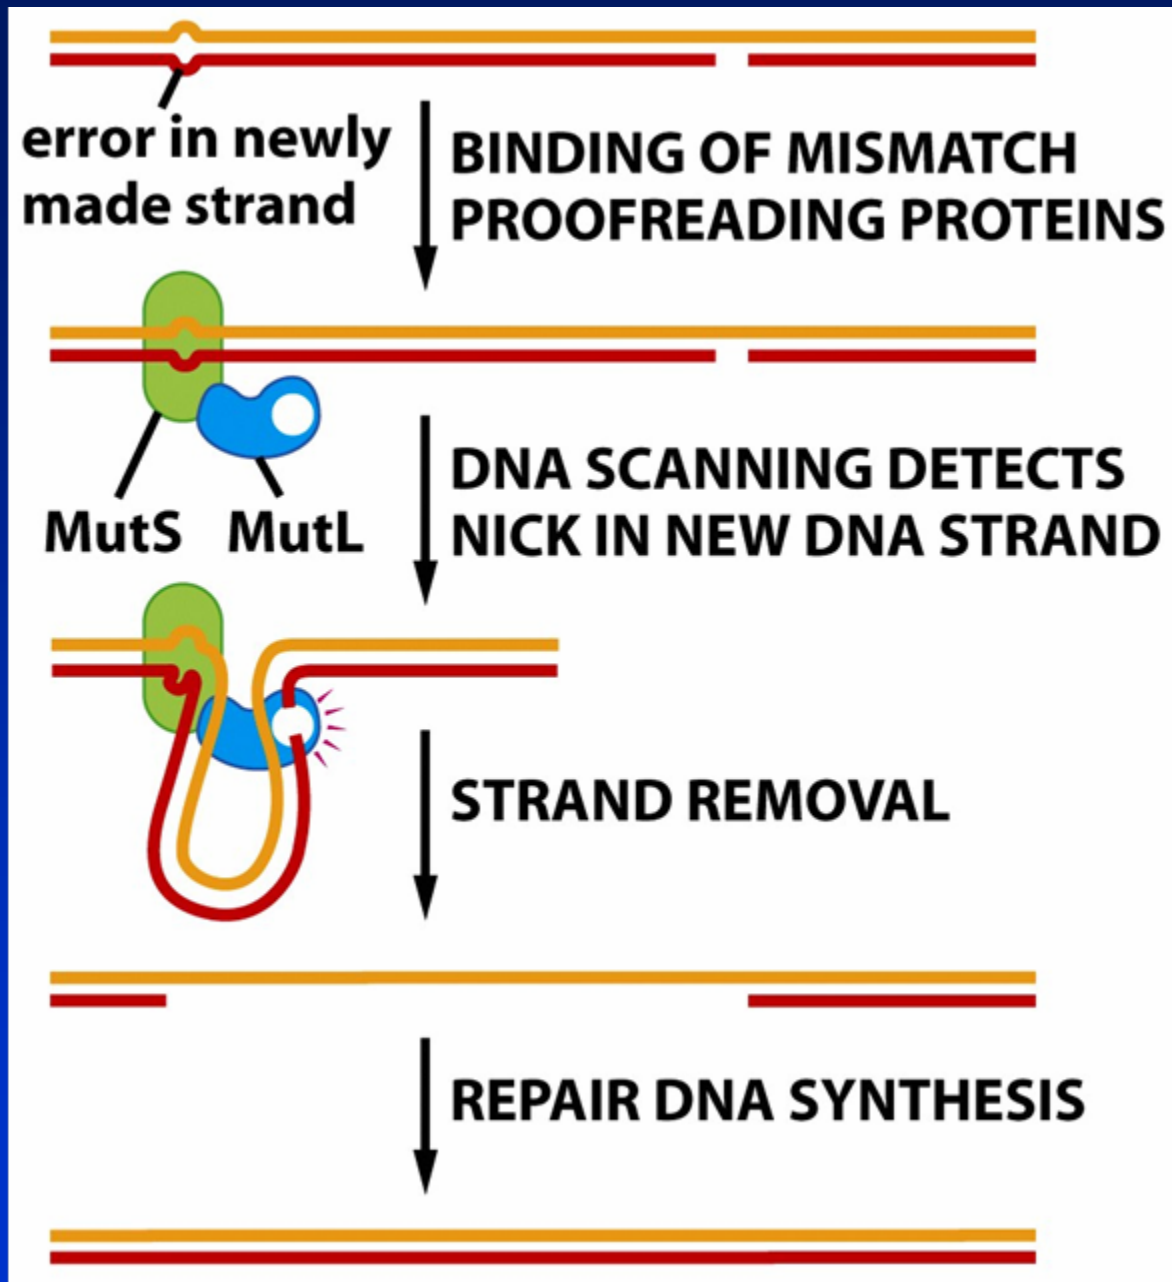 error in newly
made strand
BINDING OF MISMATCH
PROOFREADING PROTEINS
MutS MutL
DNA SCANNING DETECTS
NICK IN NEW DNA STRAND
STRAND REMOVAL
REPAIR DNA SYNTHESIS